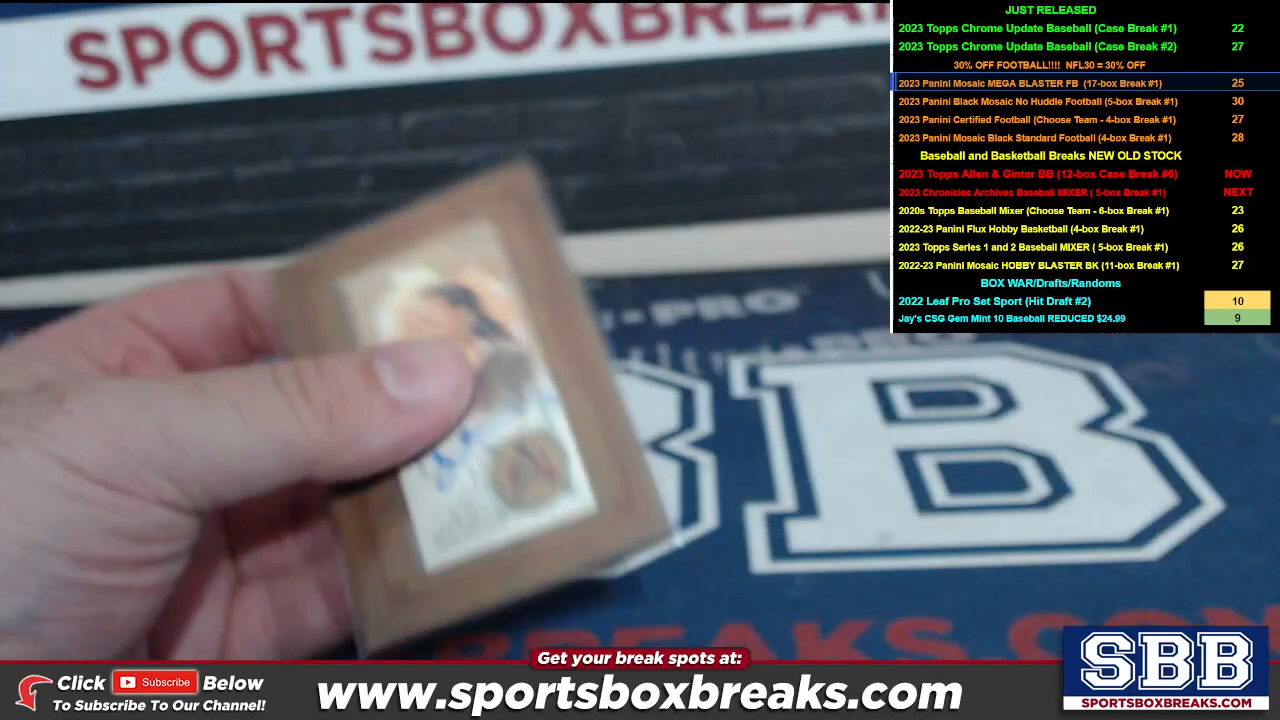 SPORTSBOXBREAKS.
JUST RELEASED
2023 Topps Chrome Update Baseball (Case Break #1) 22
2023 Topps Chrome Update Baseball (Case Break #2) 27
30% OFF FOOTBALL!!!! NFL30 = 30% OFF
2023 Panini Mosaic MEGA BLASTER FB (17-box Break #1) 25
2023 Panini Black Mosaic No Huddle Football (5-box Break #1) 30
2023 Panini Certified Football (Choose Team - 4-box Break #1) 27
2023 Panini Mosaic Black Standard Football (4-box Break #1) 28
Baseball and Basketball Breaks NEW OLD STOCK
2023 Topps Allen & Ginter BB (12-box Case Break #6) NOW
2023 Chronicles Archives Baseball MIXER ( 5-box Break #1) NEXT
2020s Topps Baseball Mixer (Choose Team - 6-box Break #1) 23
2022-23 Panini Flux Hobby Basketball (4-box Break #1) 26
2023 Topps Series 1 and 2 Baseball MIXER ( 5-box Break #1) 26
2022-23 Panini Mosaic HOBBY BLASTER BK (11-box Break #1) 27
BOX WAR/Drafts/Randoms
2022 Leaf Pro Set Sport (Hit Draft #2) 10
Jay's CSG Gem Mint 10 Baseball REDUCED $24.99 9
-PRO
BB
BREAKS.COM
Get your break spots at:
Click Subscribe Below
To Subscribe To Our Channel!
www.sportsboxbreaks.com
SBB
SPORTSBOXBREAKS.COM